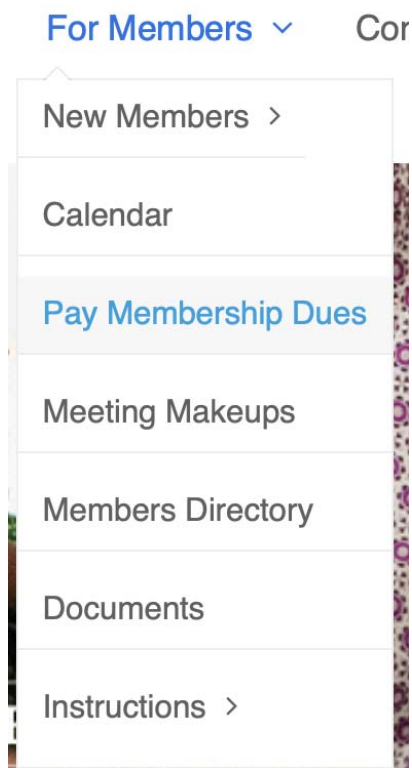 For Members
New Members
Calendar
Pay Membership Dues
Meeting Makeups
Members Directory
Documents
Instructions